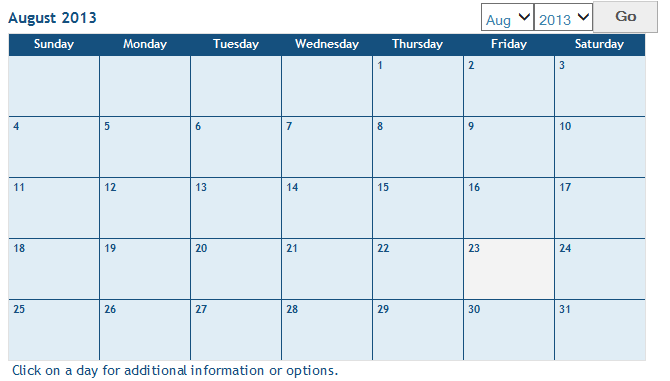 August 2013 Aug 2013 Go
Sunday Monday Tuesday Wednesday Thursday Friday Saturday
1 2 3
4 5 6 7 8 9 10
11 12 13 14 15 16 17
18 19 20 21 22 23 24
25 26 27 28 29 30 31
Click on a day for additional information or options.